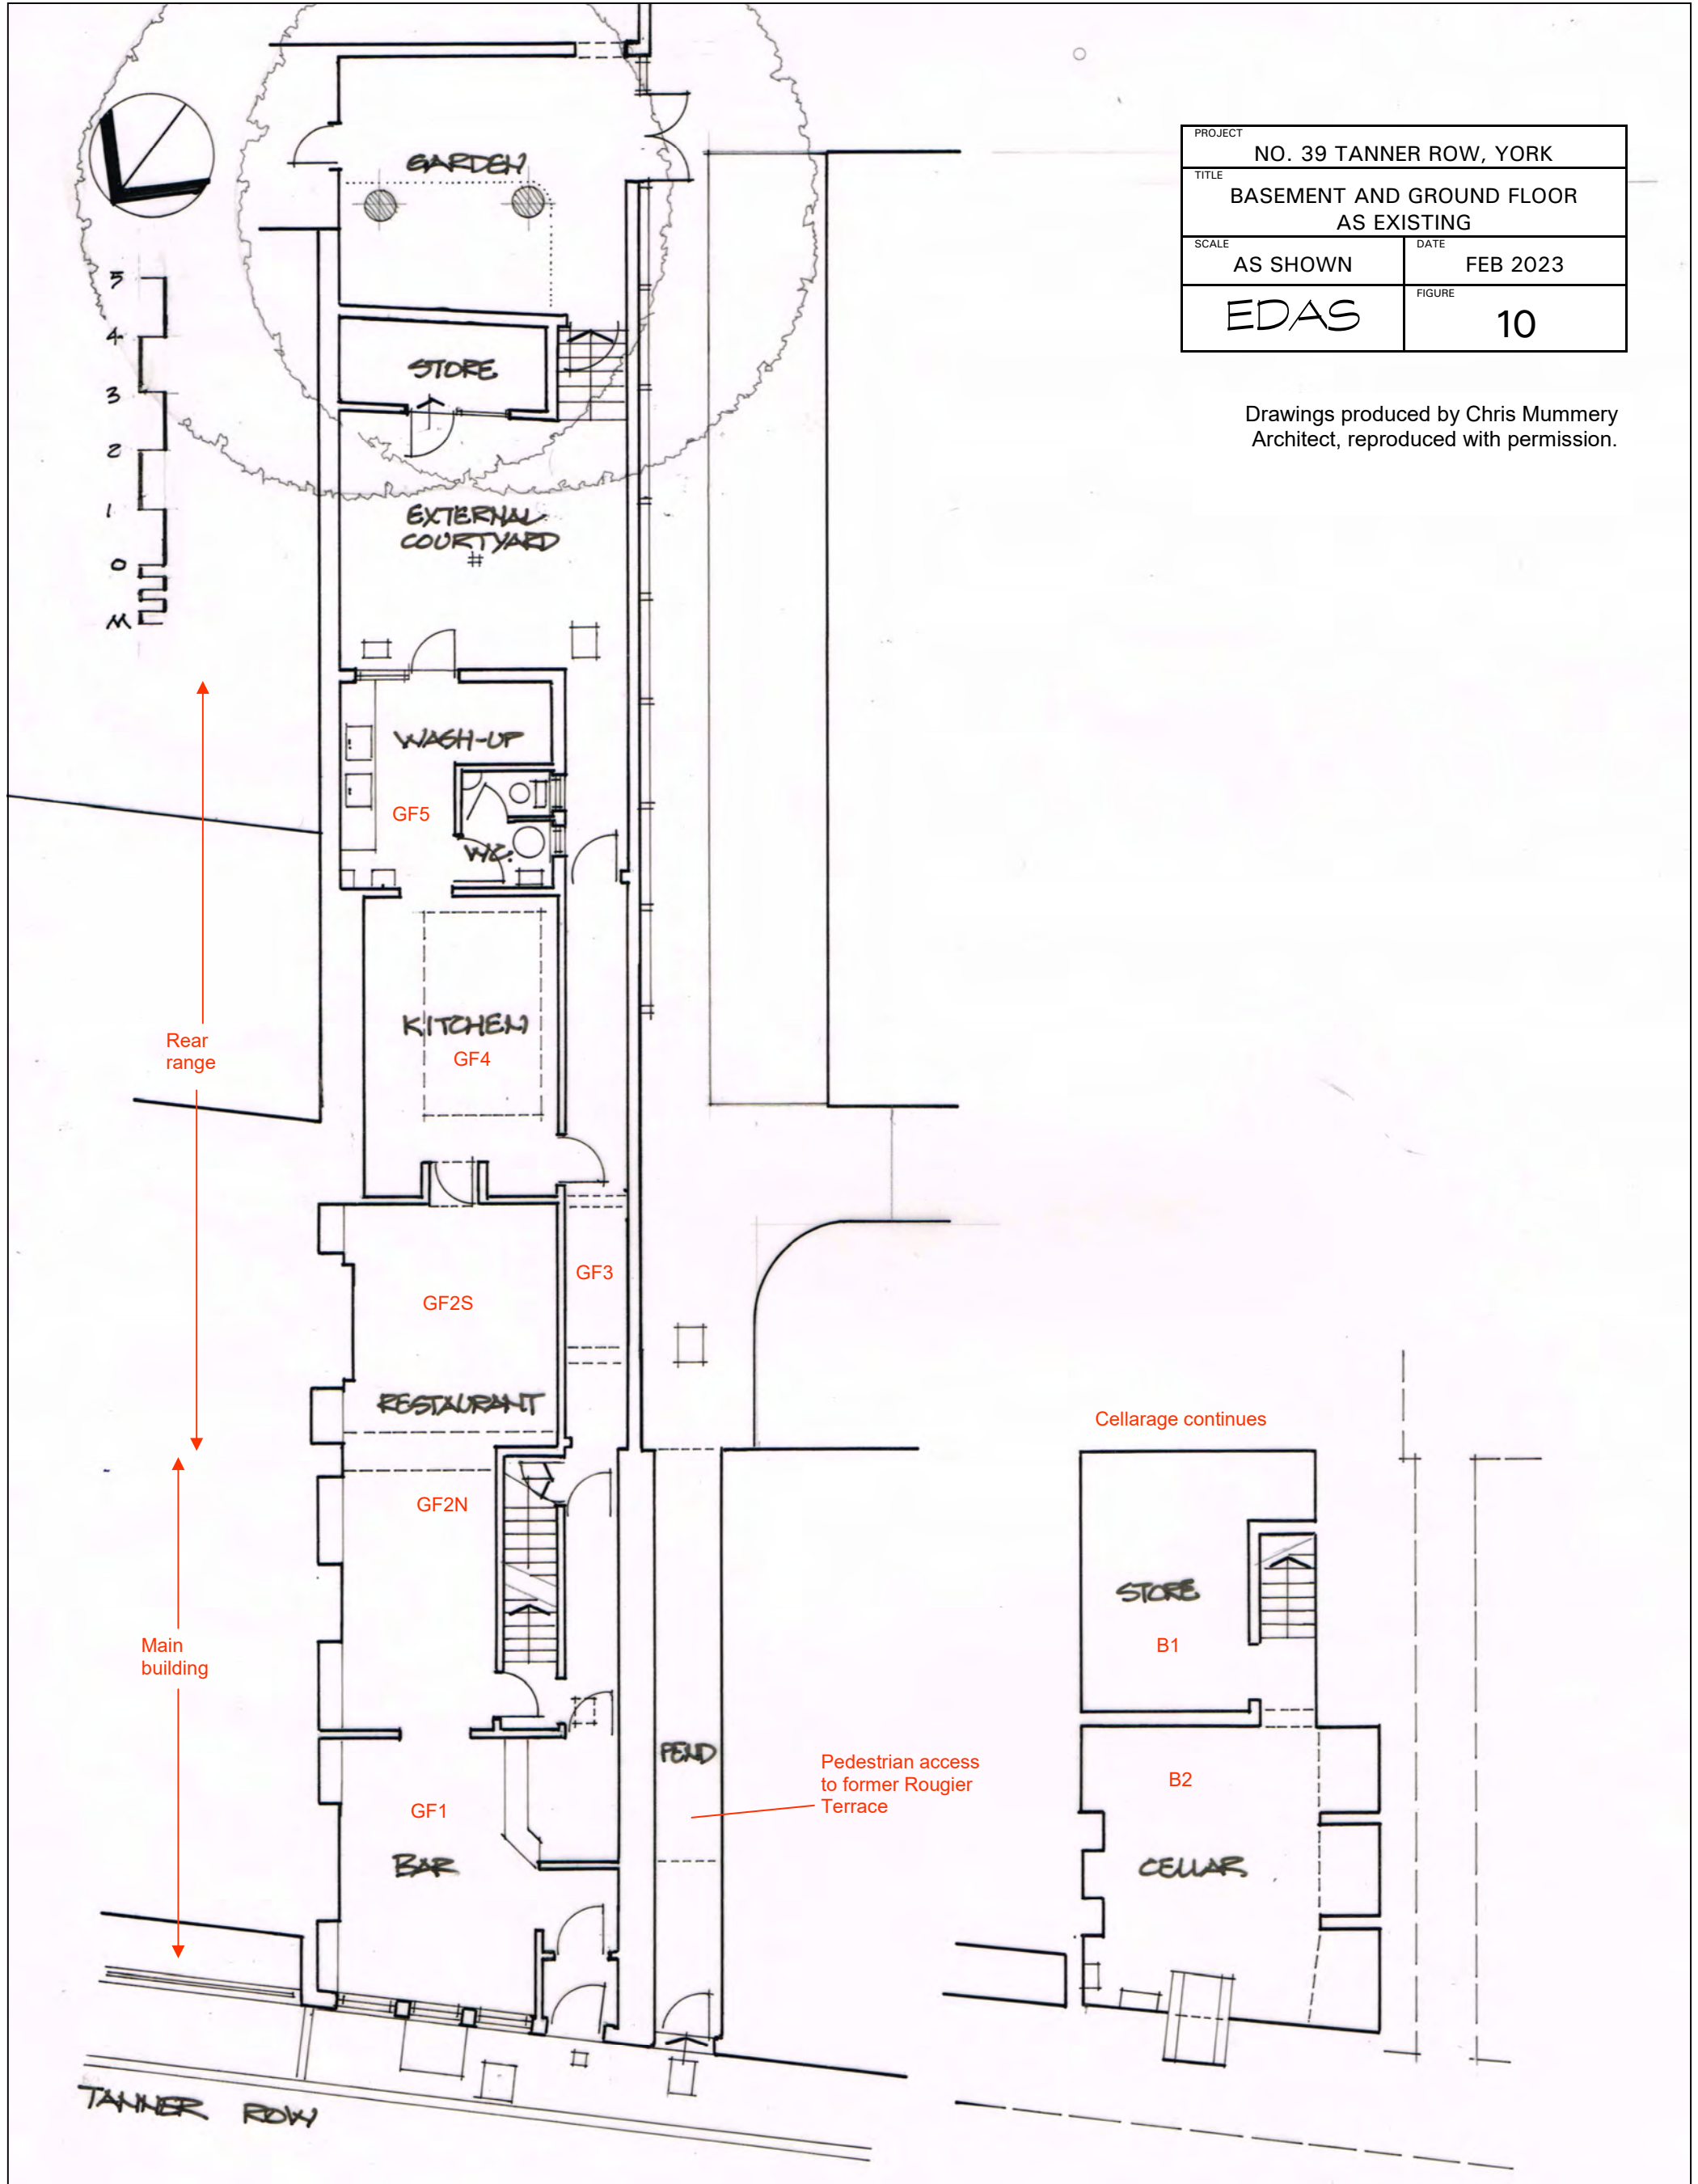 PROJECT
NO. 39 TANNER ROW, YORK
TITLE
BASEMENT AND GROUND FLOOR
AS EXISTING
SCALE
AS SHOWN
DATE
FEB 2023
EDAS
FIGURE
10
Drawings produced by Chris Mummery
Architect, reproduced with permission.
GARDEN
5
4
3
2
1
0
M
STORE
EXTERNAL
COURTYARD
WASH-UP
GF5
W.C.
KITCHEN
GF4
Rear
range
GF3
GF2S
RESTAURANT
GF2N
Main
building
GF1
BAR
PEND
Pedestrian access
to former Rougier
Terrace
TANNER ROW
Cellarage continues
STORE
B1
B2
CELLAR